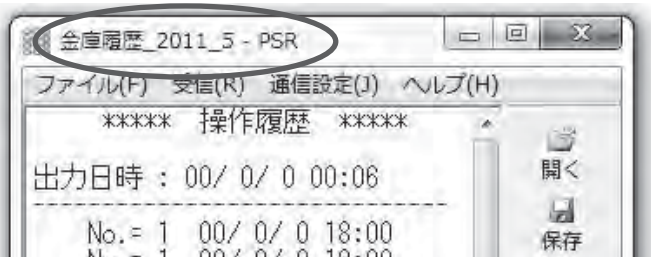 金庫履歴_2011_5 - PSR
ファイル(F) 受信(R) 通信設定(J) ヘルプ(H)
***** 操作履歴 *****
開く
出力日時 : 00/ 0/ 0 00:06
保存
No.= 1 00/ 0/ 0 18:00